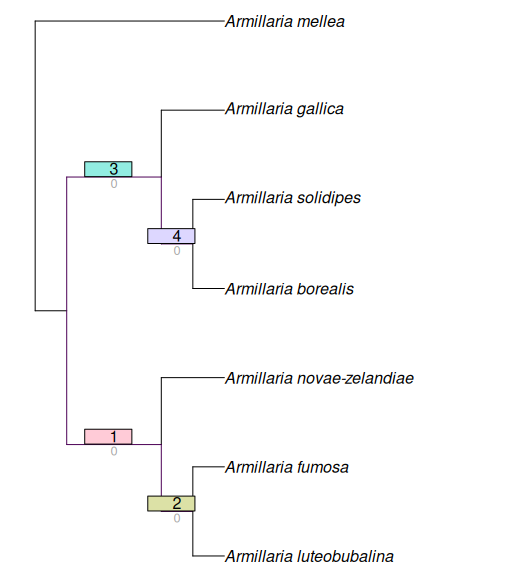 Armillaria mellea
Armillaria gallica
3
0
Armillaria solidipes
4
0
Armillaria borealis
Armillaria novae-zelandiae
1
0
Armillaria fumosa
2
0
Armillaria luteobubalina